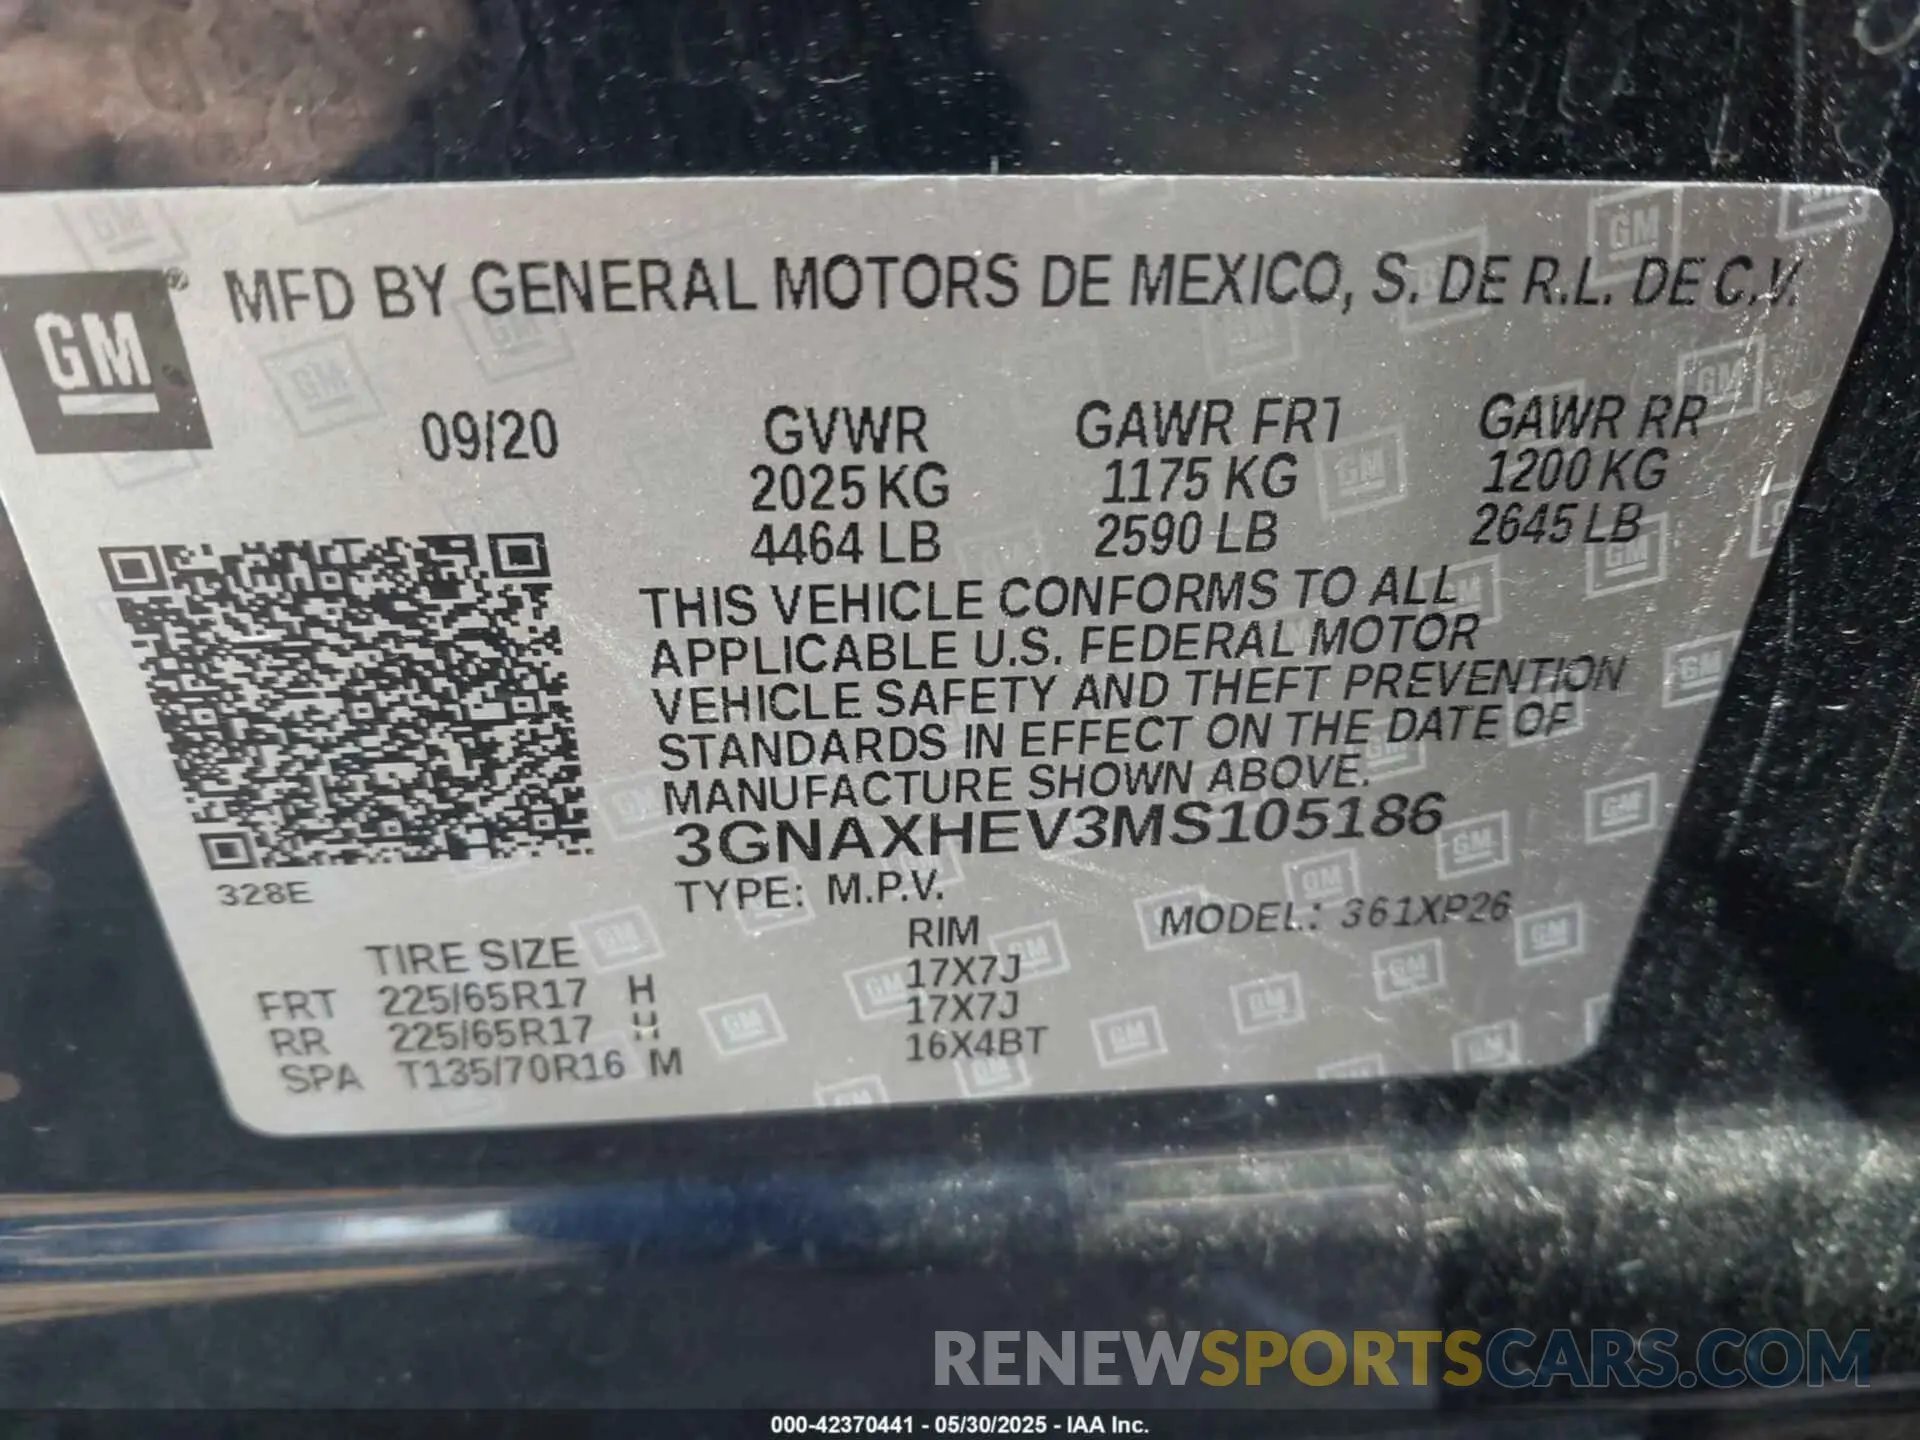 MFD BY GENERAL MOTORS DE MEXICO, S. DE R.L. DE C.V.
GM
09/20 GVWR GAWR FRT GAWR RR
2025 KG 1175 KG 1200 KG
4464 LB 2590 LB 2645 LB
THIS VEHICLE CONFORMS TO ALL
APPLICABLE U.S. FEDERAL MOTOR
VEHICLE SAFETY AND THEFT PREVENTION
STANDARDS IN EFFECT ON THE DATE OF
MANUFACTURE SHOWN ABOVE.
3GNAXHEV3MS105186
328E
TYPE: M.P.V. MODEL: 361XP26
TIRE SIZE RIM
FRT 225/65R17 H 17X7J
RR 225/65R17 H 17X7J
SPA T135/70R16 M 16X4BT
RENEWSPORTSCARS.COM
000-42370441 - 05/30/2025 - IAA Inc.